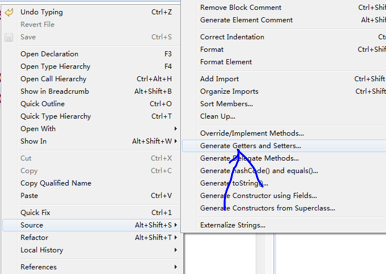 Undo Typing Ctrl+Z
Revert File
Save Ctrl+S
Open Declaration F3
Open Type Hierarchy F4
Open Call Hierarchy Ctrl+Alt+H
Show in Breadcrumb Alt+Shift+B
Quick Outline Ctrl+O
Quick Type Hierarchy Ctrl+T
Open With
Show In Alt+Shift+W
Cut Ctrl+X
Copy Ctrl+C
Copy Qualified Name
Paste Ctrl+V
Quick Fix Ctrl+1
Source Alt+Shift+S
Refactor Alt+Shift+T
Local History
References
Remove Block Comment Ctrl+S
Generate Element Comment Alt+S
Correct Indentation Ctrl+I
Format Ctrl+S
Format Element
Add Import Ctrl+S
Organize Imports Ctrl+S
Sort Members...
Clean Up...
Override/Implement Methods...
Generate Getters and Setters...
Generate Delegate Methods...
Generate hashCode() and equals()...
Generate toString()...
Generate Constructor using Fields...
Generate Constructors from Superclass...
Externalize Strings...